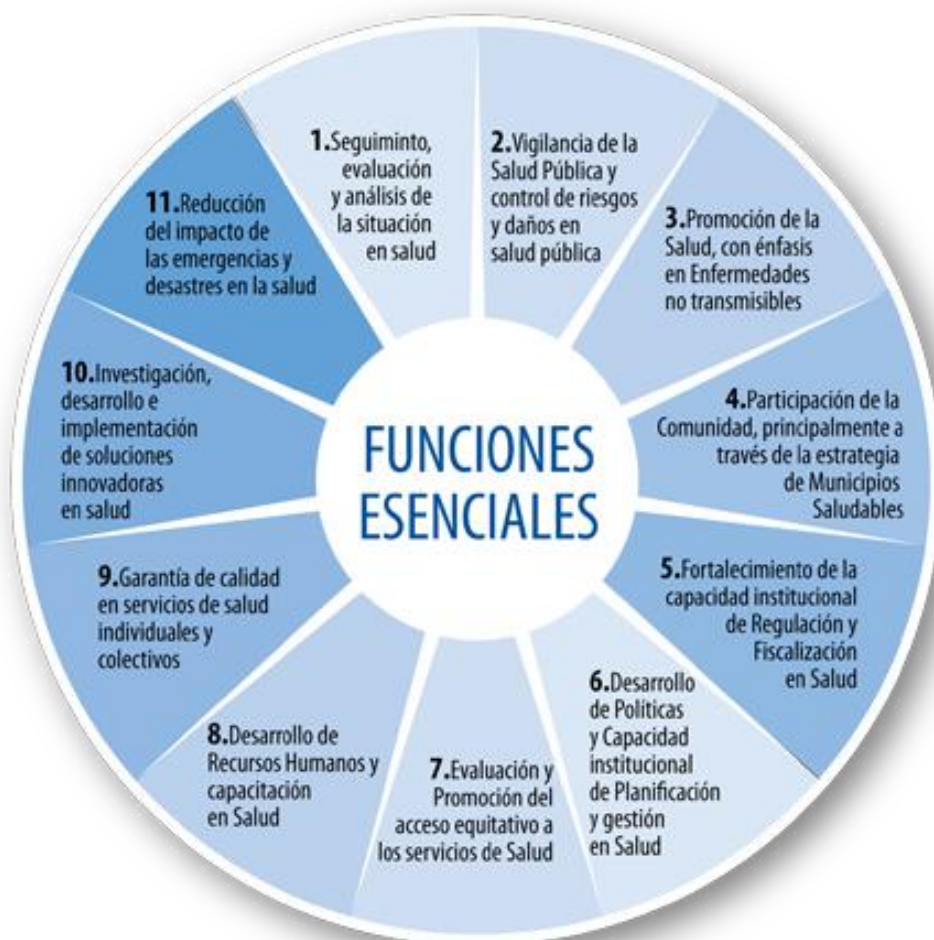 FUNCIONES
ESENCIALES
1.Seguiminto,
evaluación
y análisis de
la situación
en salud
2.Vigilancia de la
Salud Pública y
control de riesgos
y daños en
salud pública
3.Promoción de la
Salud, con énfasis
en Enfermedades
no transmisibles
4.Participación de la
Comunidad, principalmente a
través de la estrategia
de Municipios
Saludables
5.Fortalecimiento de la
capacidad institucional
de Regulación y
Fiscalización
en Salud
6.Desarrollo
de Políticas
y Capacidad
institucional
de Planificación
y gestión
en Salud
7.Evaluación y
Promoción del
acceso equitativo a
los servicios de Salud
8.Desarrollo de
Recursos Humanos y
capacitación
en Salud
9.Garantía de calidad
en servicios de salud
individuales y
colectivos
10.Investigación,
desarrollo e
implementación
de soluciones
innovadoras
en salud
11.Reducción
del impacto de
las emergencias y
desastres en la salud